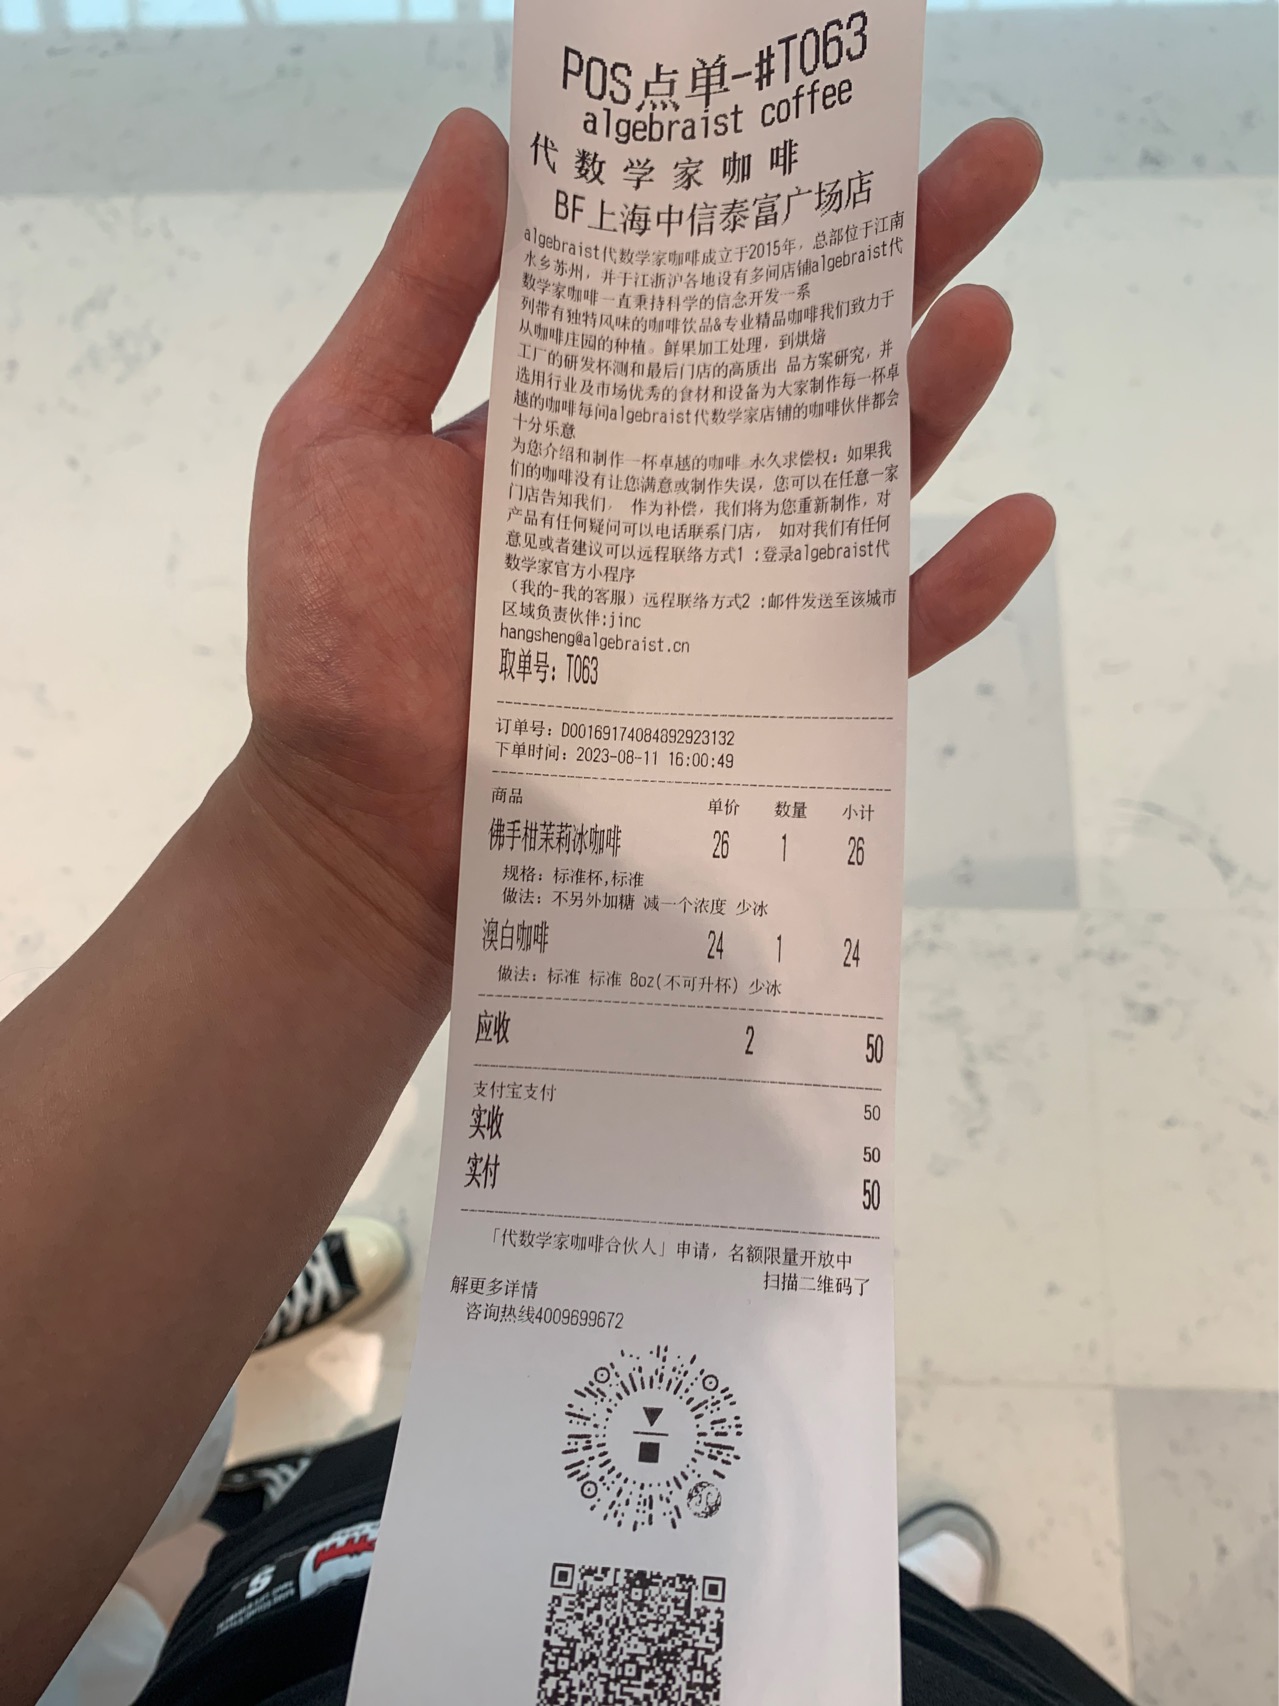 POS点单-#T063
algebraist coffee
代数学家咖啡
BF上海中信泰富广场店
algebraist代数学家咖啡成立于2015年，总部位于江南
水乡苏州，并于江浙沪各地设有多间店铺algebraist代
数学家咖啡一直秉持科学的信念开发一系
列带有独特风味的咖啡饮品&专业精品咖啡我们致力于
从咖啡庄园的种植。鲜果加工处理，到烘焙
工厂的研发杯测和最后门店的高质出 品方案研究，并
选用行业及市场优秀的食材和设备为大家制作每一杯卓
越的咖啡每间algebraist代数学家店铺的咖啡伙伴都会
十分乐意
为您介绍和制作一杯卓越的咖啡 永久求偿权：如果我
们的咖啡没有让您满意或制作失误，您可以在任意一家
门店告知我们， 作为补偿，我们将为您重新制作，对
产品有任何疑问可以电话联系门店， 如对我们有任何
意见或者建议可以远程联络方式1 :登录algebraist代
数学家官方小程序
（我的-我的客服）远程联络方式2 :邮件发送至该城市
区域负责伙伴:jinc
hangsheng@algebraist.cn
取单号：T063
订单号：D00169174084892923132
下单时间：2023-08-11 16:00:49
商品 单价 数量 小计
佛手柑茉莉冰咖啡 26 1 26
规格：标准杯,标准
做法：不另外加糖 减一个浓度 少冰
澳白咖啡 24 1 24
做法：标准 标准 8oz(不可升杯) 少冰
应收 2 50
支付宝支付 50
实收 50
实付 50
「代数学家咖啡合伙人」申请，名额限量开放中
扫描二维码了
解更多详情
咨询热线4009699672
S